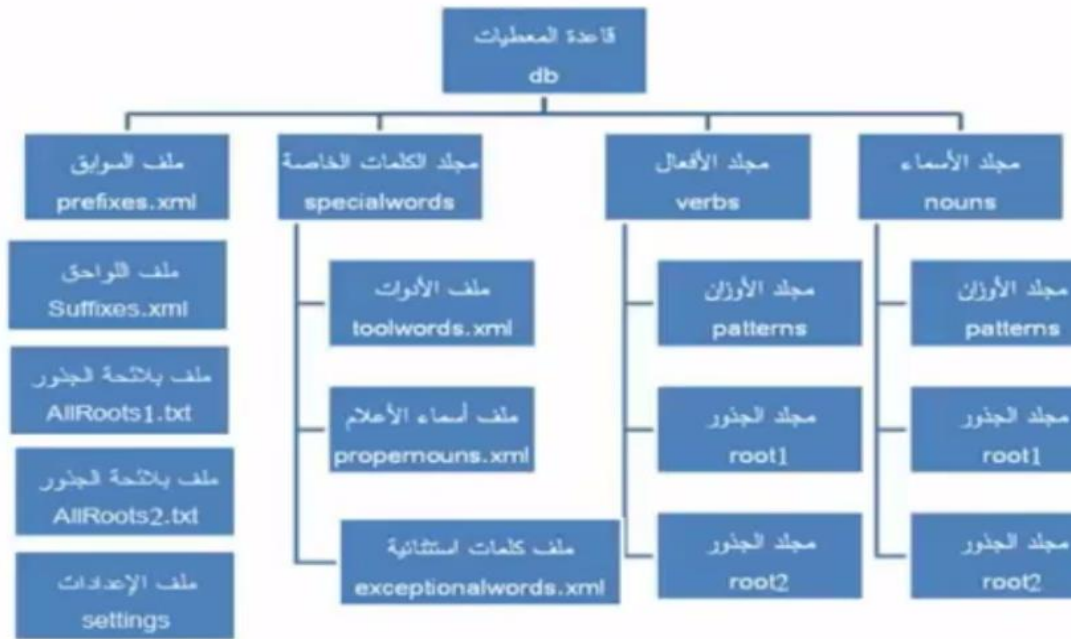 قاعدة المعطيات
db
مجلد الأسماء
nouns
مجلد الأفعال
verbs
مجلد الكلمات الخاصة
specialwords
ملف السوابق
prefixes.xml
مجلد الأوزان
patterns
مجلد الأوزان
patterns
ملف الأدوات
toolwords.xml
ملف اللواحق
Suffixes.xml
مجلد الجذور
root1
مجلد الجذور
root1
ملف أسماء الأعلام
propernouns.xml
ملف بلائحة الجذور
AllRoots1.txt
مجلد الجذور
root2
مجلد الجذور
root2
ملف كلمات استثنائية
exceptionalwords.xml
ملف بلائحة الجذور
AllRoots2.txt
ملف الإعدادات
settings